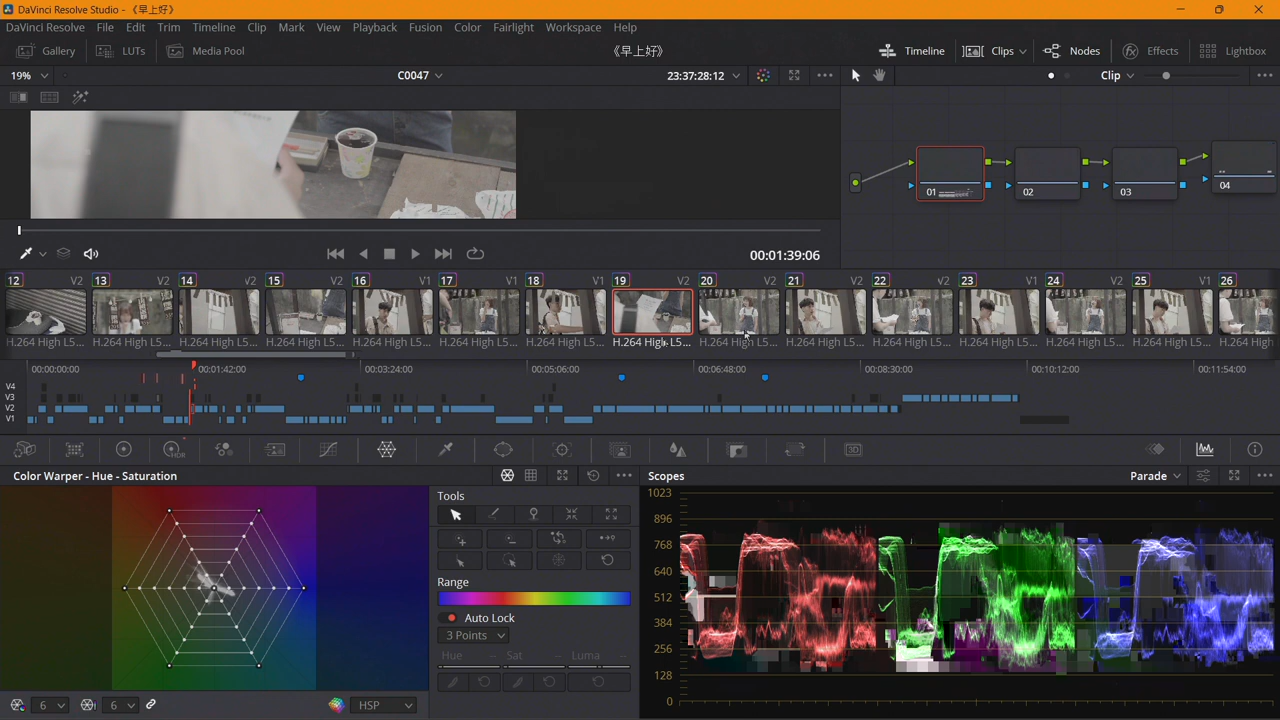 DaVinci Resolve Studio - 《早上好》
DaVinci Resolve File Edit Trim Timeline Clip Mark View Playback Fusion Color Fairlight Workspace Help
Gallery LUTs Media Pool 《早上好》 Timeline Clips Nodes Effects Lightbox
19% C0047 23:37:28:12 Clip
01 02 03 04
00:01:39:06
12 V2 13 V2 14 V2 15 V2 16 V1 17 V1 18 V1 19 V2 20 V2 21 V2 22 V2 23 V1 24 V2 25 V1 26
H.264 High L5... H.264 High L5... H.264 High L5... H.264 High L5... H.264 High L5... H.264 High L5... H.264 High L5... H.264 High L5... H.264 High L5... H.264 High L5... H.264 High L5... H.264 High L5... H.264 High L5... H.264 High L5... H.264 High
00:00:00:00 00:01:42:00 00:03:24:00 00:05:06:00 00:06:48:00 00:08:30:00 00:10:12:00 00:11:54:00
V4
V3
V2
V1
HDR 3D
Color Warper - Hue - Saturation
Tools
Range
Auto Lock
3 Points
Hue -- Sat -- Luma --
6 6 HSP
Scopes Parade
1023
896
768
640
512
384
256
128
0